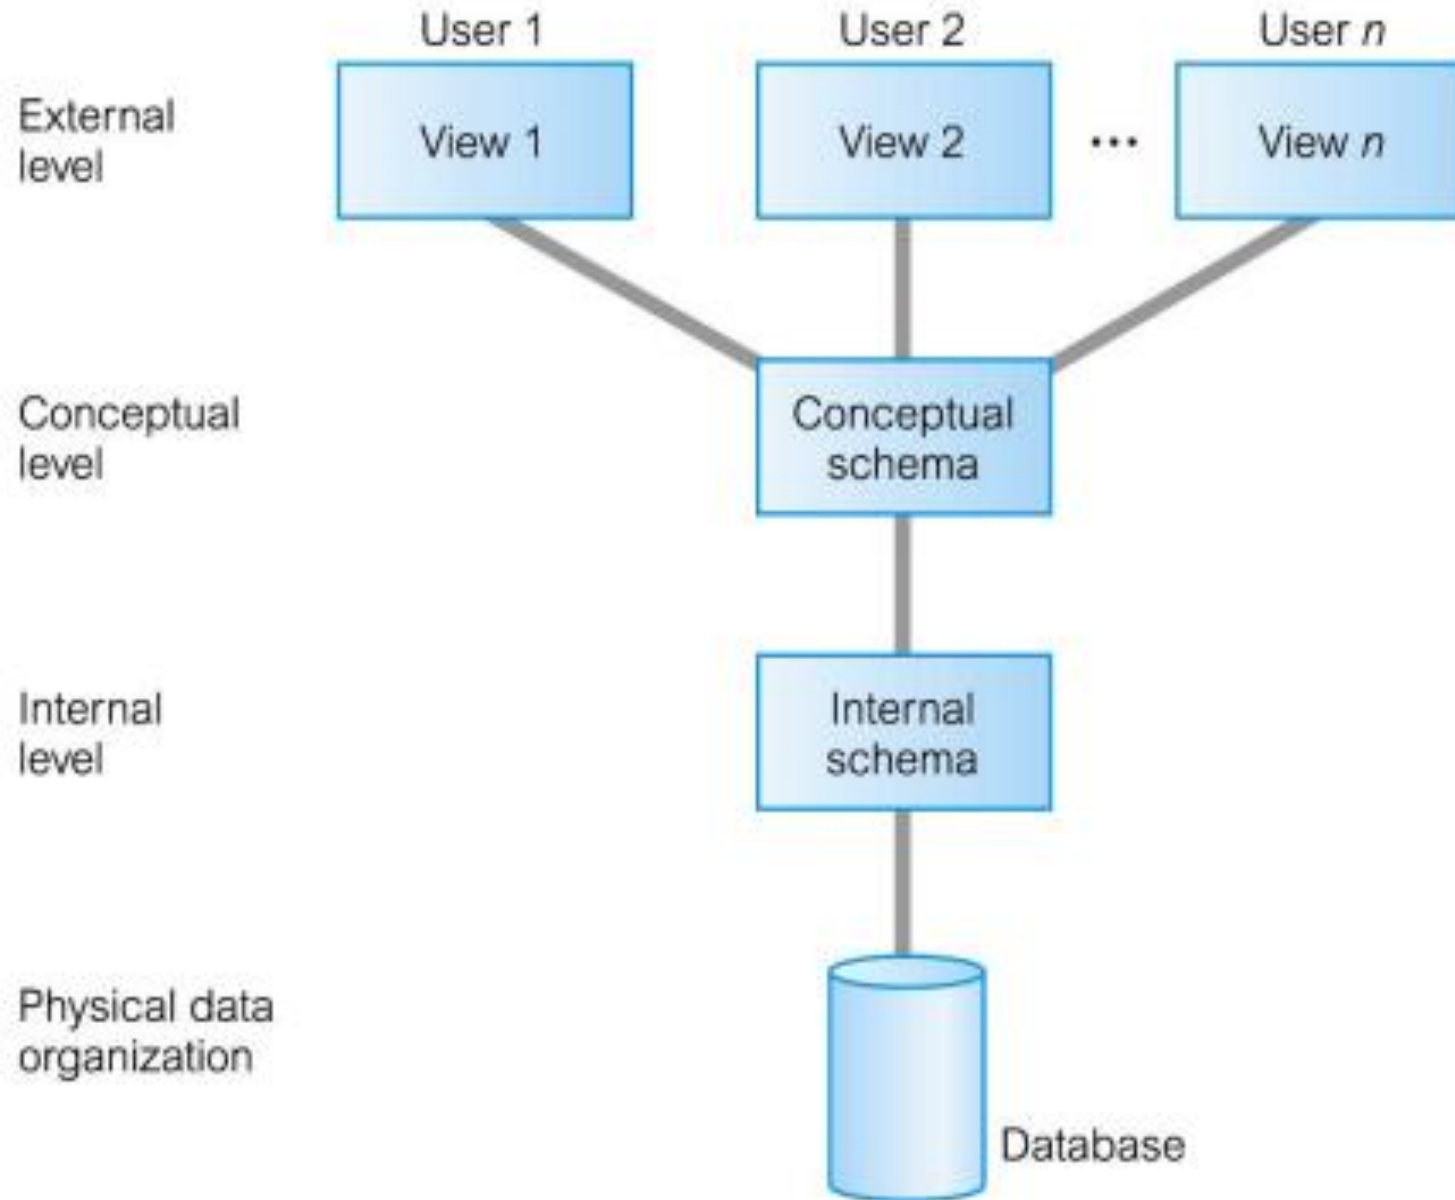 User 1
User 2
User n
External
level
View 1
View 2
...
View n
Conceptual
level
Conceptual
schema
Internal
level
Internal
schema
Physical data
organization
Database